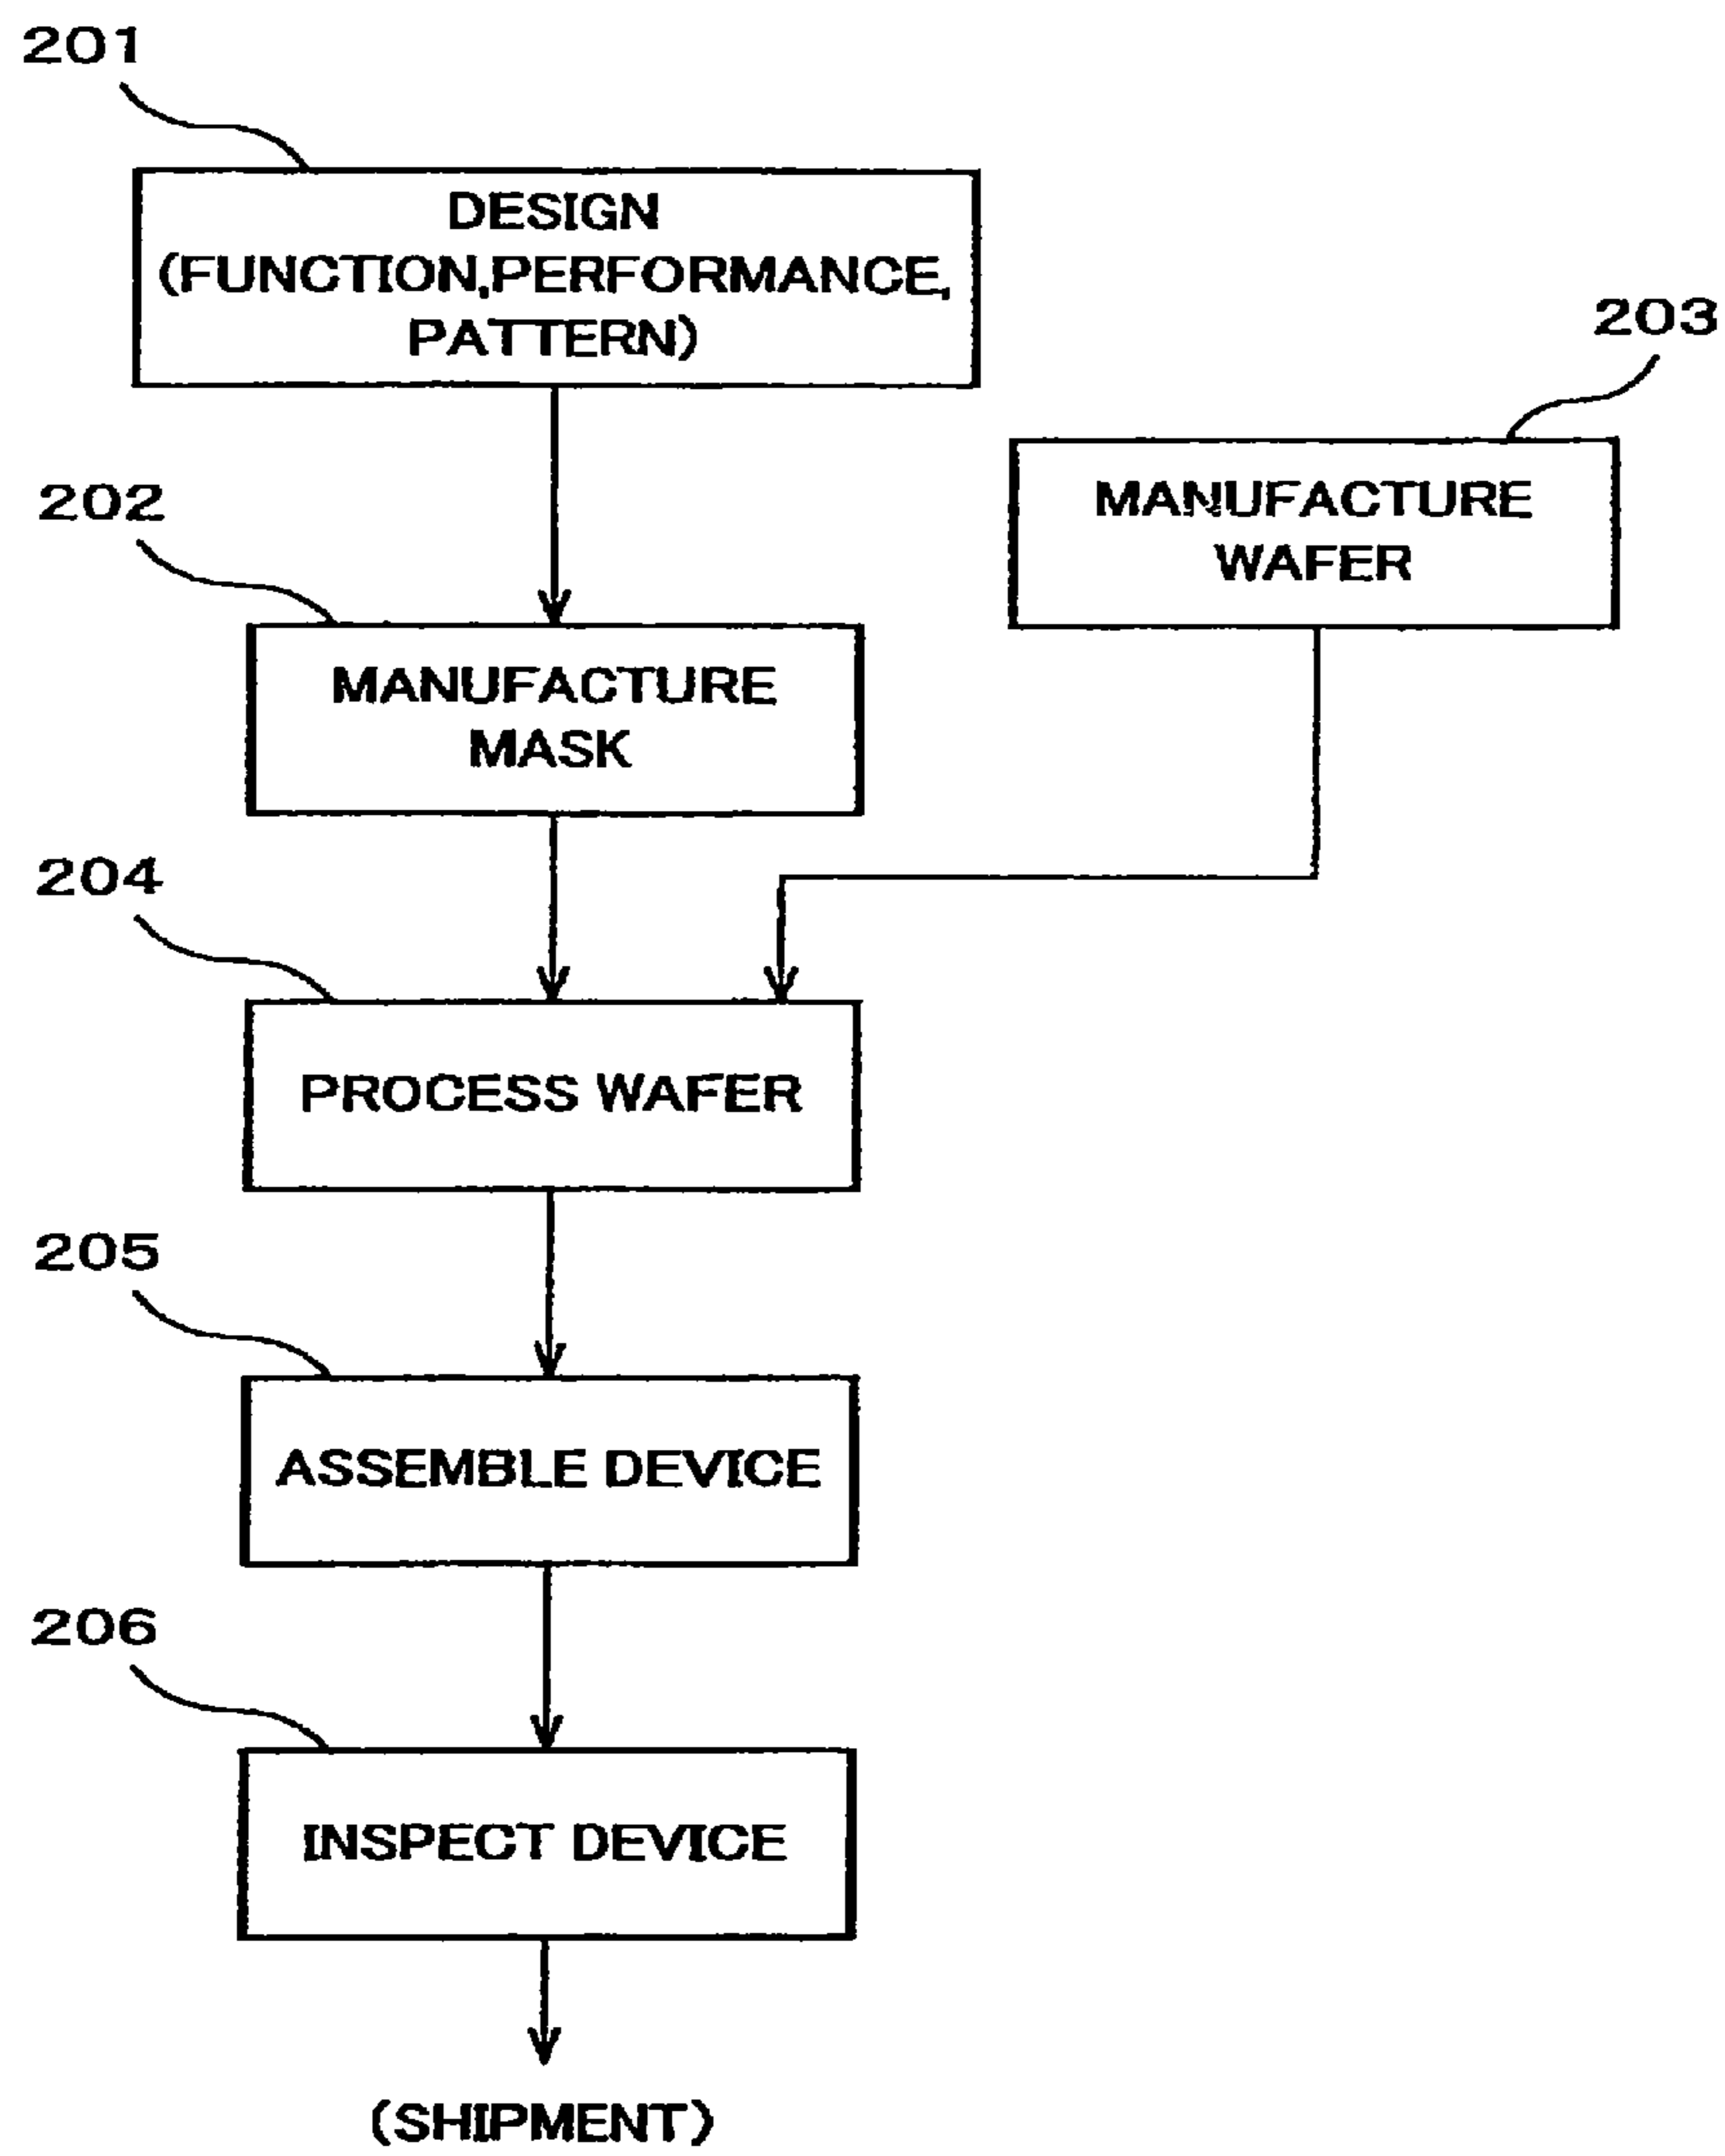 201
DESIGN
(FUNCTION,PERFORMANCE,
PATTERN)
203
MANUFACTURE
WAFER
202
MANUFACTURE
MASK
204
PROCESS WAFER
205
ASSEMBLE DEVICE
206
INSPECT DEVICE
(SHIPMENT)